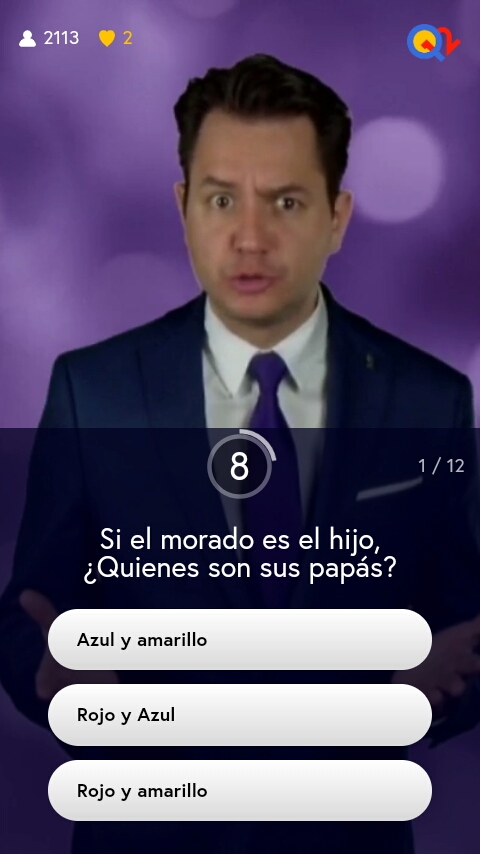 2113 2
8
1 / 12
Si el morado es el hijo,
¿Quienes son sus papás?
Azul y amarillo
Rojo y Azul
Rojo y amarillo